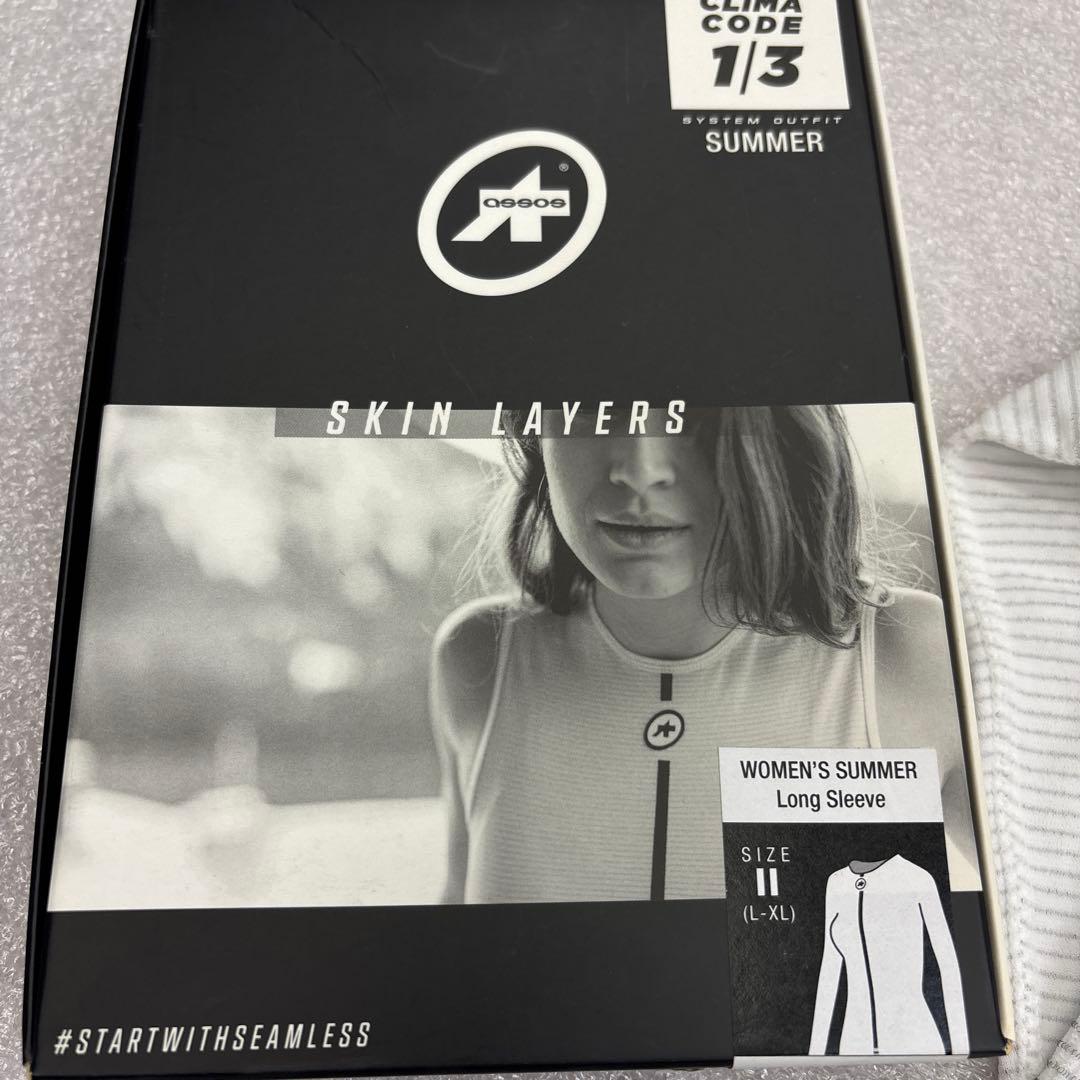 CLIMA
CODE
1/3
SYSTEM OUTFIT
SUMMER
assos®
SKIN LAYERS
WOMEN'S SUMMER
Long Sleeve
SIZE
II
(L-XL)
#STARTWITHSEAMLESS